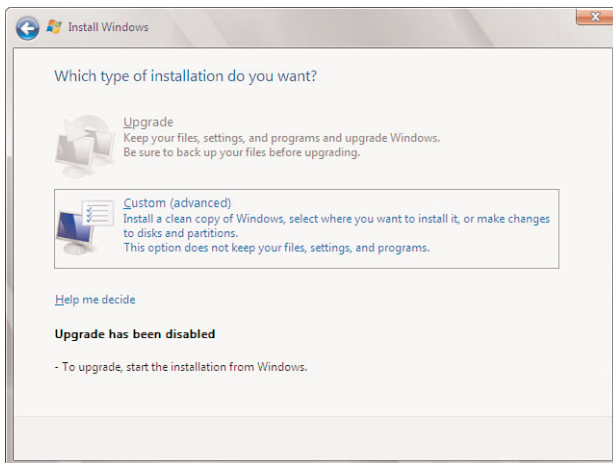 Install Windows
Which type of installation do you want?
Upgrade
Keep your files, settings, and programs and upgrade Windows.
Be sure to back up your files before upgrading.
Custom (advanced)
Install a clean copy of Windows, select where you want to install it, or make changes
to disks and partitions.
This option does not keep your files, settings, and programs.
Help me decide
Upgrade has been disabled
- To upgrade, start the installation from Windows.